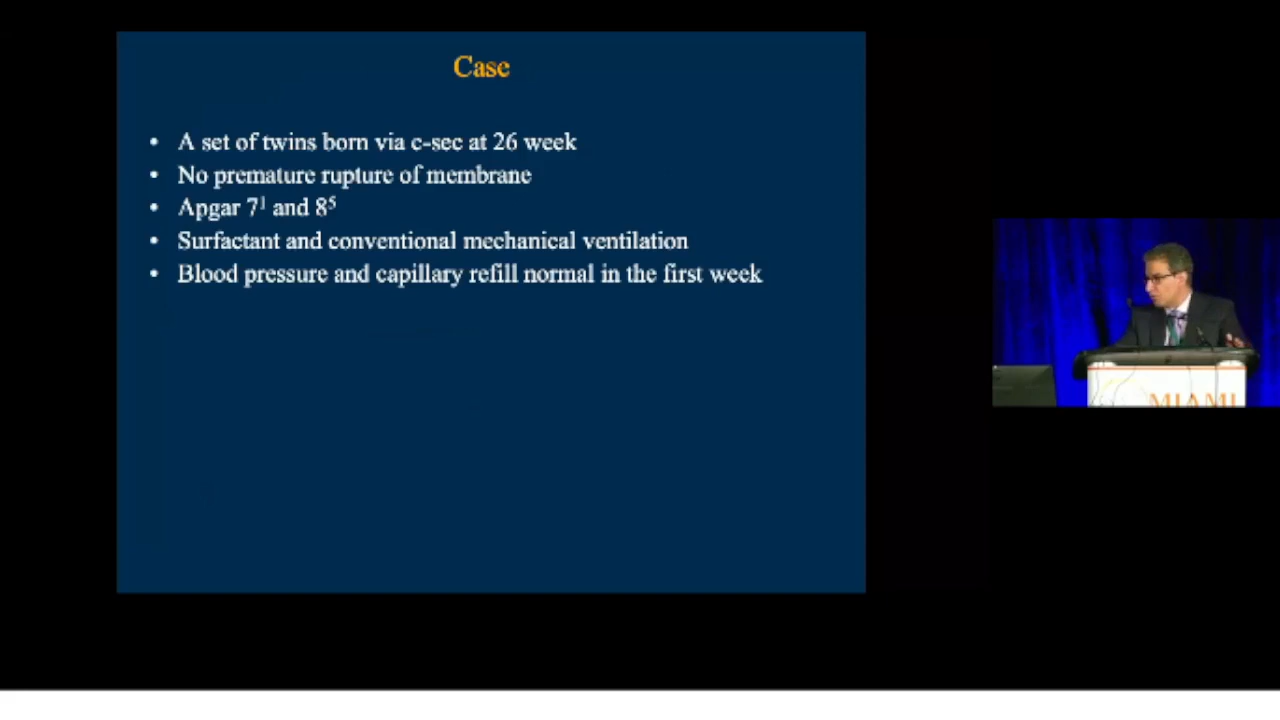 Case
• A set of twins born via c-sec at 26 week
• No premature rupture of membrane
• Apgar 7¹ and 8⁵
• Surfactant and conventional mechanical ventilation
• Blood pressure and capillary refill normal in the first week
MIAMI